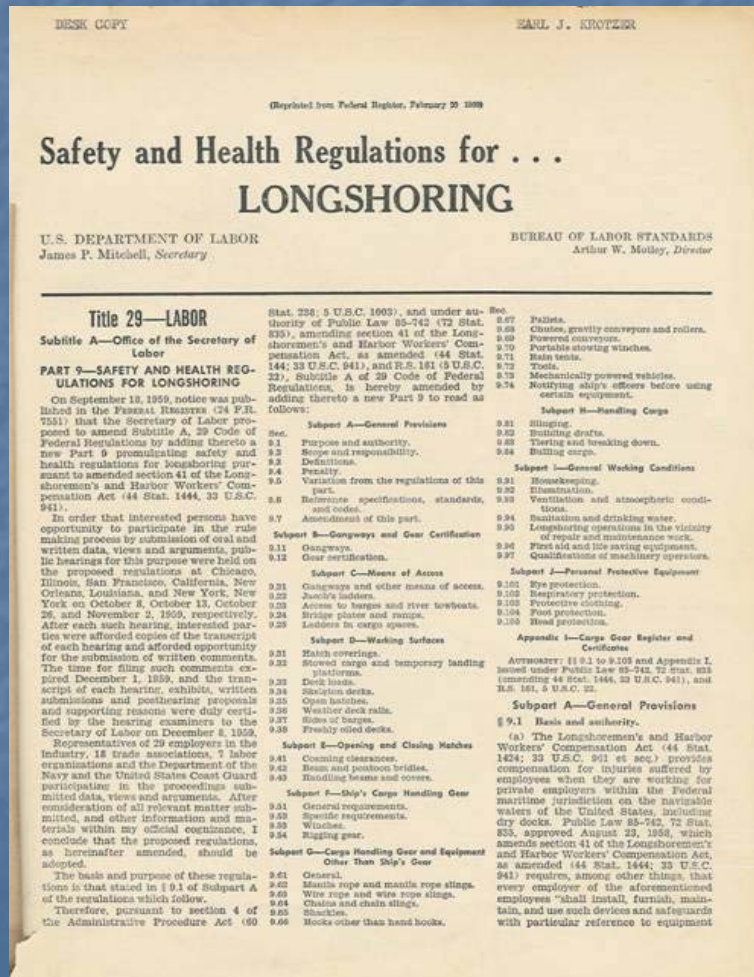 DESK COPY
EARL J. KROTZER
(Reprinted from Federal Register, February 20 1960)
Safety and Health Regulations for . . .
LONGSHORING
U.S. DEPARTMENT OF LABOR
James P. Mitchell, Secretary
BUREAU OF LABOR STANDARDS
Arthur W. Motley, Director
Title 29—LABOR
Subtitle A—Office of the Secretary of
Labor
PART 9—SAFETY AND HEALTH REG-
ULATIONS FOR LONGSHORING
On September 18, 1959, notice was pub-
lished in the FEDERAL REGISTER (24 F.R.
7551) that the Secretary of Labor pro-
posed to amend Subtitle A, 29 Code of
Federal Regulations by adding thereto a
new Part 9 promulgating safety and
health regulations for longshoring pur-
suant to amended section 41 of the Long-
shoremen's and Harbor Workers' Com-
pensation Act (44 Stat. 1444, 33 U.S.C.
941).
In order that interested persons have
opportunity to participate in the rule
making process by submission of oral and
written data, views and arguments, pub-
lic hearings for this purpose were held on
the proposed regulations at Chicago,
Illinois, San Francisco, California, New
Orleans, Louisiana, and New York, New
York on October 8, October 13, October
26, and November 2, 1959, respectively.
After each such hearing, interested par-
ties were afforded copies of the transcript
of each hearing and afforded opportunity
for the submission of written comments.
The time for filing such comments ex-
pired December 1, 1959, and the tran-
script of each hearing, exhibits, written
submissions and posthearing proposals
and supporting reasons were duly certi-
fied by the hearing examiners to the
Secretary of Labor on December 8, 1959.
Representatives of 29 employers in the
industry, 18 trade associations, 7 labor
organizations and the Department of the
Navy and the United States Coast Guard
participating in the proceedings sub-
mitted data, views and arguments. After
consideration of all relevant matter sub-
mitted, and other information and ma-
terials within my official cognizance, I
conclude that the proposed regulations,
as hereinafter amended, should be
adopted.
The basis and purpose of these regula-
tions is that stated in § 9.1 of Subpart A
of the regulations which follow.
Therefore, pursuant to section 4 of
the Administrative Procedure Act (60
Stat. 238; 5 U.S.C. 1003), and under au-
thority of Public Law 85-742 (72 Stat.
835), amending section 41 of the Long-
shoremen's and Harbor Workers' Com-
pensation Act, as amended (44 Stat.
144; 33 U.S.C. 941), and R.S. 161 (5 U.S.C.
22), Subtitle A of 29 Code of Federal
Regulations, is hereby amended by
adding thereto a new Part 9 to read as
follows:
Subpart A—General Provisions
Sec.
9.1 Purpose and authority.
9.2 Scope and responsibility.
9.3 Definitions.
9.4 Penalty.
9.5 Variation from the regulations of this
part.
9.6 Reference specifications, standards,
and codes.
9.7 Amendment of this part.
Subpart B—Gangways and Gear Certification
9.11 Gangways.
9.12 Gear certification.
Subpart C—Means of Access
9.21 Gangways and other means of access.
9.22 Jacob's ladders.
9.23 Access to barges and river towboats.
9.24 Bridge plates and ramps.
9.25 Ladders in cargo spaces.
Subpart D—Working Surfaces
9.31 Hatch coverings.
9.32 Stowed cargo and temporary landing
platforms.
9.33 Deck loads.
9.34 Skeleton decks.
9.35 Open hatches.
9.36 Weather deck rails.
9.37 Sides of barges.
9.38 Freshly oiled decks.
Subpart E—Opening and Closing Hatches
9.41 Coaming clearances.
9.42 Beam and pontoon bridles.
9.43 Handling beams and covers.
Subpart F—Ship's Cargo Handling Gear
9.51 General requirements.
9.52 Specific requirements.
9.53 Winches.
9.54 Rigging gear.
Subpart G—Cargo Handling Gear and Equipment
Other Than Ship's Gear
9.61 General.
9.62 Manila rope and manila rope slings.
9.63 Wire rope and wire rope slings.
9.64 Chains and chain slings.
9.65 Shackles.
9.66 Hooks other than hand hooks.
Sec.
9.67 Pallets.
9.68 Chutes, gravity conveyors and rollers.
9.69 Powered conveyors.
9.70 Portable stowing winches.
9.71 Rain tents.
9.72 Tools.
9.73 Mechanically powered vehicles.
9.74 Notifying ship's officers before using
certain equipment.
Subpart H—Handling Cargo
9.81 Slinging.
9.82 Building drafts.
9.83 Tiering and breaking down.
9.84 Bulling cargo.
Subpart I—General Working Conditions
9.91 Housekeeping.
9.92 Illumination.
9.93 Ventilation and atmospheric condi-
tions.
9.94 Sanitation and drinking water.
9.95 Longshoring operations in the vicinity
of repair and maintenance work.
9.96 First aid and life saving equipment.
9.97 Qualifications of machinery operators.
Subpart J—Personal Protective Equipment
9.101 Eye protection.
9.102 Respiratory protection.
9.103 Protective clothing.
9.104 Foot protection.
9.105 Head protection.
Appendix I—Cargo Gear Register and
Certificates
AUTHORITY: §§ 9.1 to 9.105 and Appendix I,
issued under Public Law 85-742, 72 Stat. 835
(amending 44 Stat. 1444, 33 U.S.C. 941), and
R.S. 161, 5 U.S.C. 22.
Subpart A—General Provisions
§ 9.1 Basis and authority.
(a) The Longshoremen's and Harbor
Workers' Compensation Act (44 Stat.
1424; 33 U.S.C. 901 et seq.) provides
compensation for injuries suffered by
employees when they are working for
private employers within the Federal
maritime jurisdiction on the navigable
waters of the United States, including
dry docks. Public Law 85-742, 72 Stat.
835, approved August 23, 1958, which
amends section 41 of the Longshoremen's
and Harbor Workers' Compensation Act,
as amended (44 Stat. 1444; 33 U.S.C.
941) requires, among other things, that
every employer of the aforementioned
employees "shall install, furnish, main-
tain, and use such devices and safeguards
with particular reference to equipment